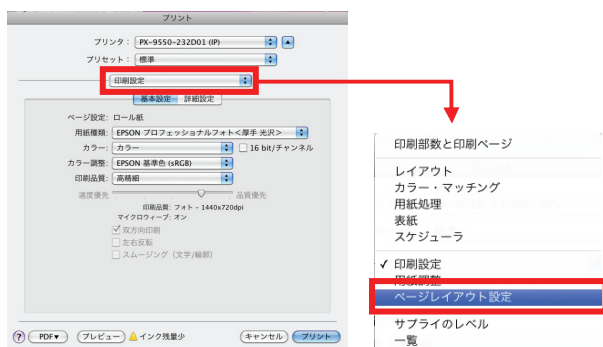 プリント
プリンタ： PX-9550-232D01 (IP)
プリセット： 標準
印刷設定
基本設定 詳細設定
ページ設定: ロール紙
用紙種類: EPSON プロフェッショナルフォト<厚手 光沢>
カラー: カラー 16 bit/チャンネル
カラー調整: EPSON 基準色 (sRGB)
印刷品質: 高精細
速度優先 品質優先
印刷品質: フォト - 1440x720dpi
マイクロウィーブ: オン
双方向印刷
左右反転
スムージング（文字/輪郭）
? PDF▼ プレビュー インク残量少 キャンセル プリント
印刷部数と印刷ページ
レイアウト
カラー・マッチング
用紙処理
表紙
スケジューラ
✓ 印刷設定
用紙調整
ページレイアウト設定
サプライのレベル
一覧